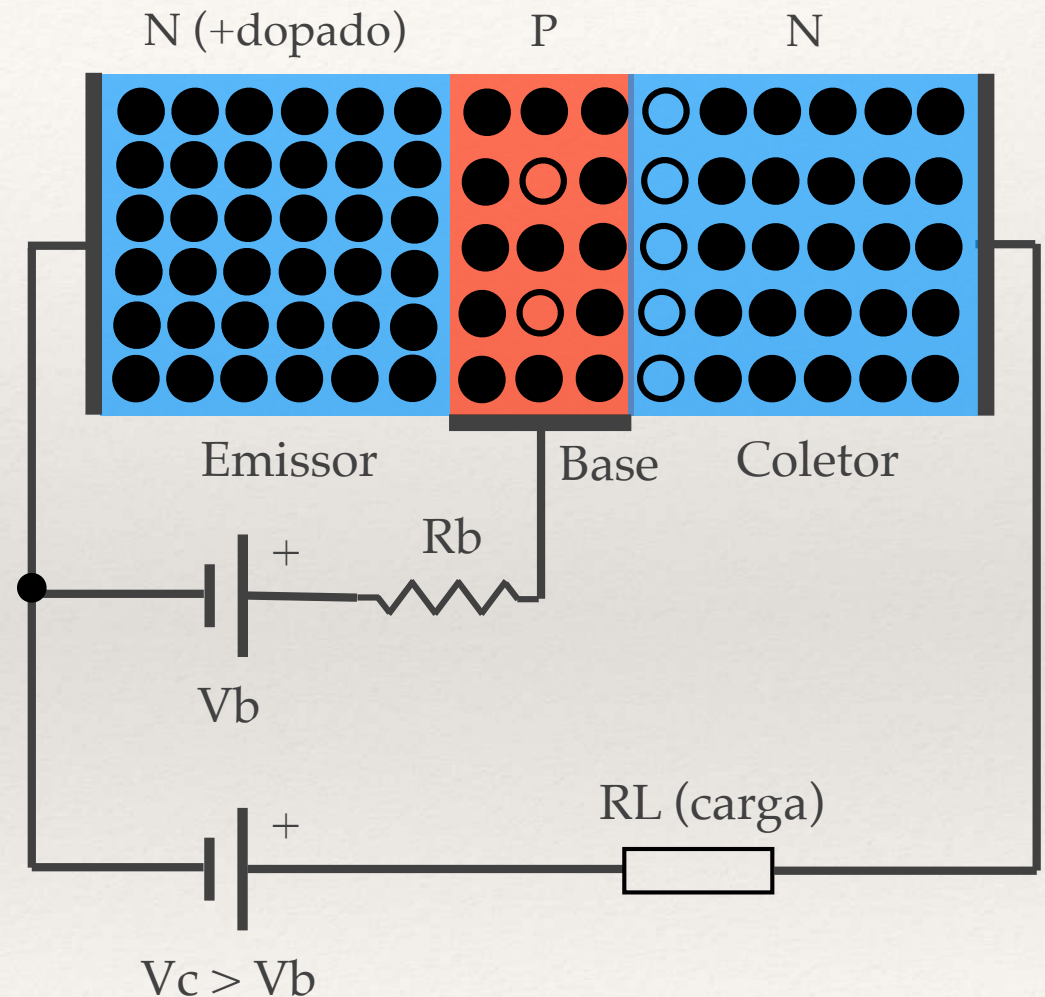 N (+dopado) P N
Emissor Base Coletor
+ Rb
Vb
+ RL (carga)
Vc > Vb